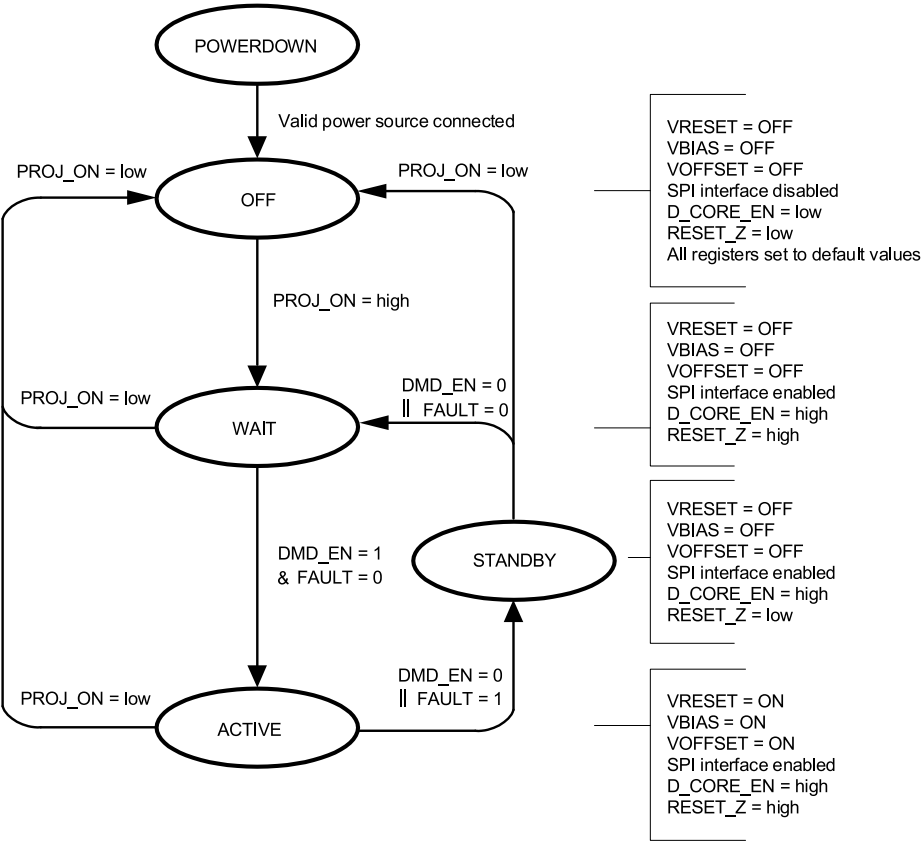 POWERDOWN
Valid power source connected
PROJ_ON = low
PROJ_ON = low
OFF
PROJ_ON = high
PROJ_ON = low
WAIT
DMD_EN = 0
|| FAULT = 0
DMD_EN = 1
& FAULT = 0
STANDBY
DMD_EN = 0
|| FAULT = 1
PROJ_ON = low
ACTIVE
VRESET = OFF
VBIAS = OFF
VOFFSET = OFF
SPI interface disabled
D_CORE_EN = low
RESET_Z = low
All registers set to default values
VRESET = OFF
VBIAS = OFF
VOFFSET = OFF
SPI interface enabled
D_CORE_EN = high
RESET_Z = high
VRESET = OFF
VBIAS = OFF
VOFFSET = OFF
SPI interface enabled
D_CORE_EN = high
RESET_Z = low
VRESET = ON
VBIAS = ON
VOFFSET = ON
SPI interface enabled
D_CORE_EN = high
RESET_Z = high